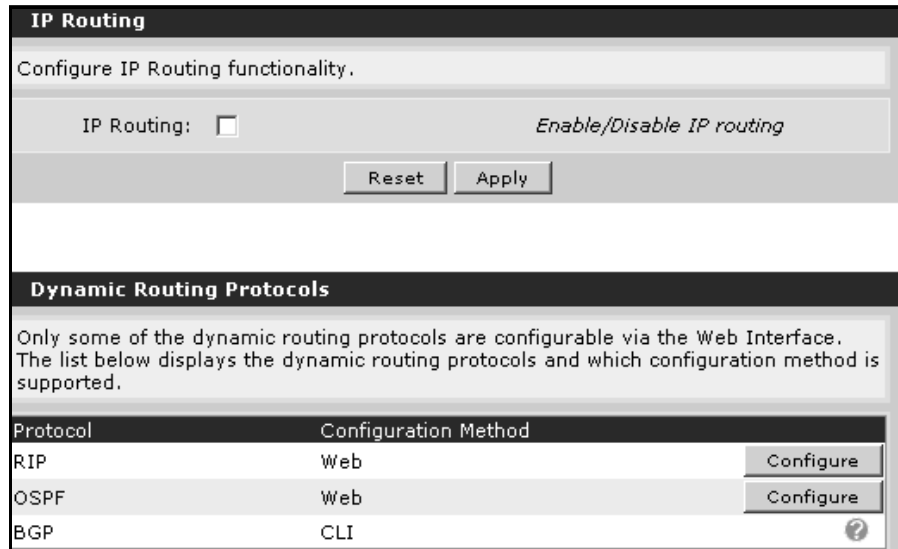 IP Routing
Configure IP Routing functionality.
IP Routing: Enable/Disable IP routing
Reset Apply
Dynamic Routing Protocols
Only some of the dynamic routing protocols are configurable via the Web Interface.
The list below displays the dynamic routing protocols and which configuration method is
supported.
Protocol Configuration Method
RIP Web Configure
OSPF Web Configure
BGP CLI ?